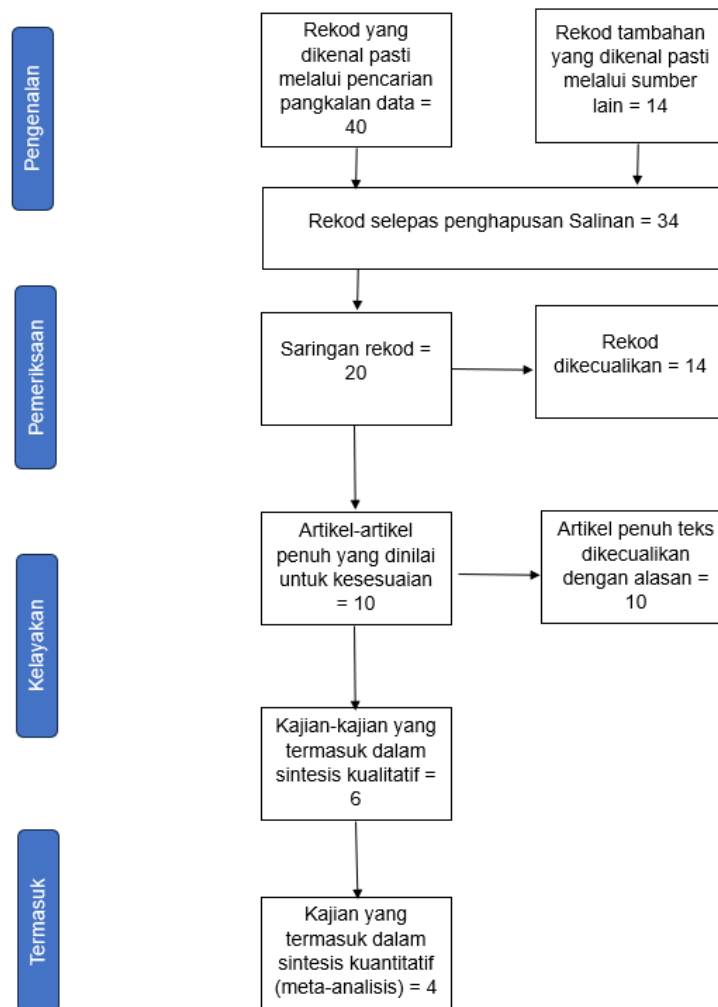 Pengenalan
Rekod yang
dikenal pasti
melalui pencarian
pangkalan data =
40
Rekod tambahan
yang dikenal pasti
melalui sumber
lain = 14
Rekod selepas penghapusan Salinan = 34
Pemeriksaan
Saringan rekod =
20
Rekod
dikecualikan = 14
Kelayakan
Artikel-artikel
penuh yang dinilai
untuk kesesuaian
= 10
Artikel penuh teks
dikecualikan
dengan alasan =
10
Kajian-kajian yang
termasuk dalam
sintesis kualitatif =
6
Termasuk
Kajian yang
termasuk dalam
sintesis kuantitatif
(meta-analisis) = 4